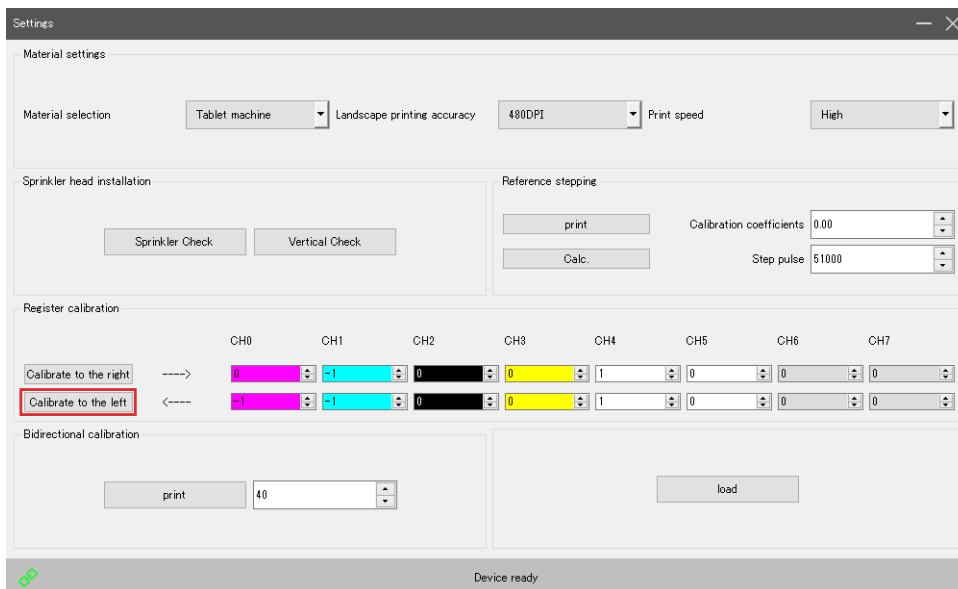 Settings
Material settings
Material selection Tablet machine Landscape printing accuracy 480DPI Print speed High
Sprinkler head installation
Sprinkler Check Vertical Check
Reference stepping
print Calibration coefficients 0.00
Calc. Step pulse 51000
Register calibration
CH0 CH1 CH2 CH3 CH4 CH5 CH6 CH7
Calibrate to the right ----> 0 -1 0 0 1 0 0 0
Calibrate to the left <---- -1 -1 0 0 1 0 0 0
Bidirectional calibration
print 40
load
Device ready